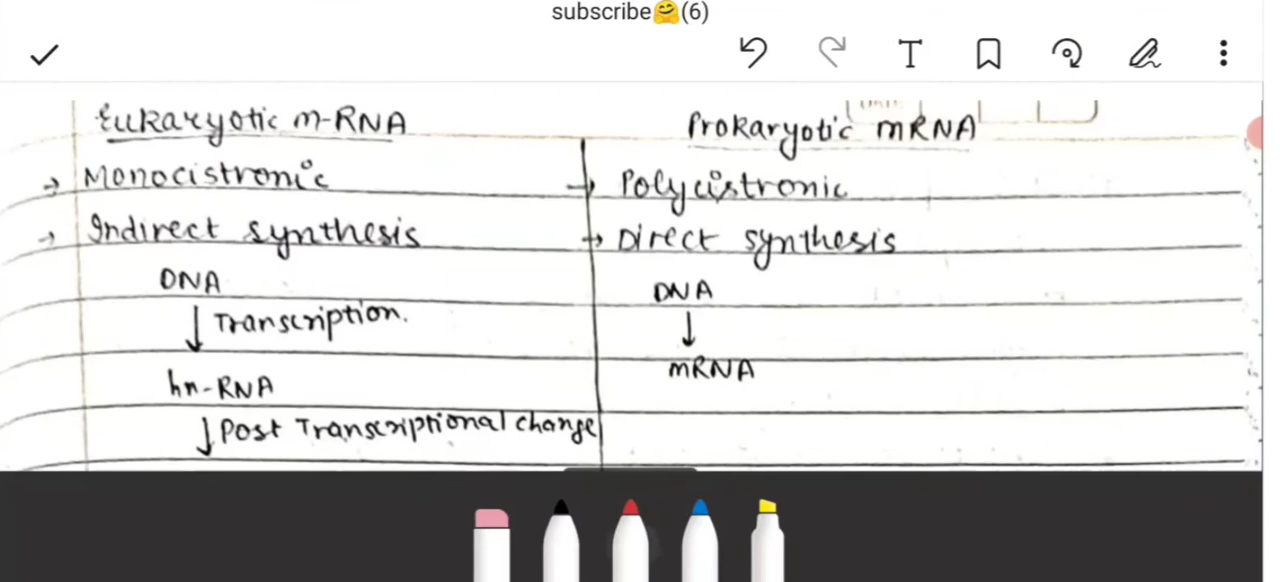 subscribe🤗(6)
T
Eukaryotic m-RNA
Prokaryotic mRNA
→ Monocistronic
→ Polycistronic
→ Indirect synthesis
→ Direct synthesis
DNA
DNA
↓ Transcription.
↓
hn-RNA
mRNA
↓ Post Transcriptional change